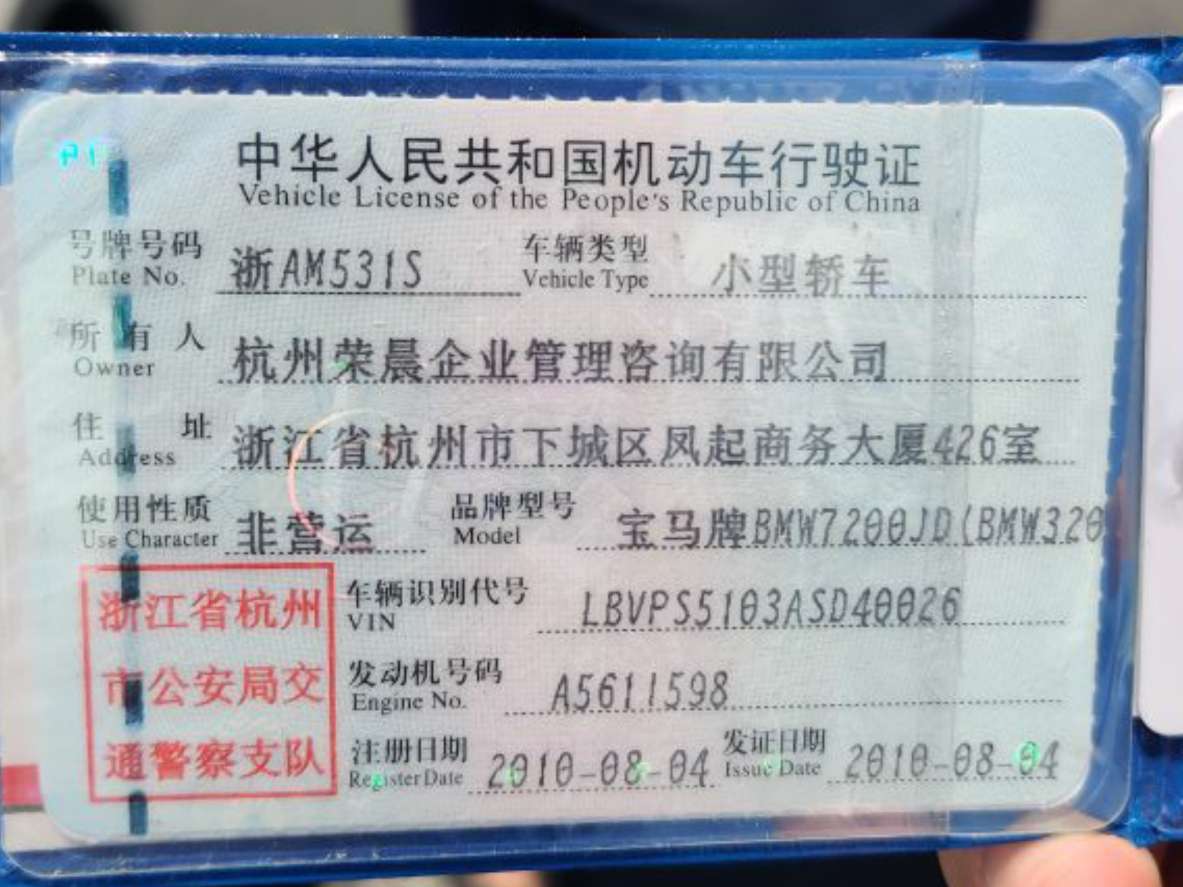 中华人民共和国机动车行驶证
Vehicle License of the People's Republic of China
号牌号码 浙AM531S 车辆类型 小型轿车
Plate No. Vehicle Type
所有人 杭州荣晨企业管理咨询有限公司
Owner
住址 浙江省杭州市下城区凤起商务大厦426室
Address
使用性质 非营运 品牌型号 宝马牌BMW7200JD(BMW320
Use Character Model
浙江省杭州 车辆识别代号 LBVPS5103ASD40026
VIN
市公安局交 发动机号码 A5611598
Engine No.
通警察支队 注册日期 2010-08-04 发证日期 2010-08-04
Register Date Issue Date